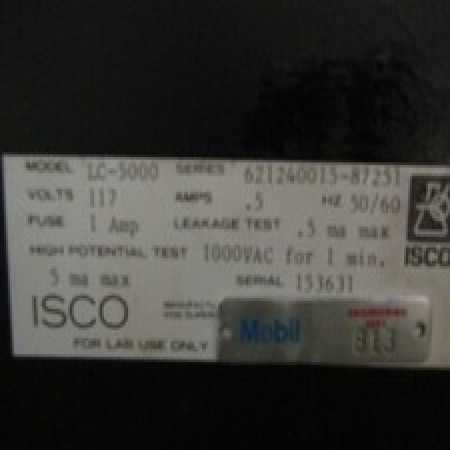 MODEL LC-5000 SERIES 621240015-87251
VOLTS 117 AMPS .5 HZ 50/60
FUSE 1 Amp LEAKAGE TEST .5 ma max
HIGH POTENTIAL TEST 1000VAC for 1 min.
5 ma max SERIAL 153631
ISCO
ISCO
FOR LAB USE ONLY
Mobil
313